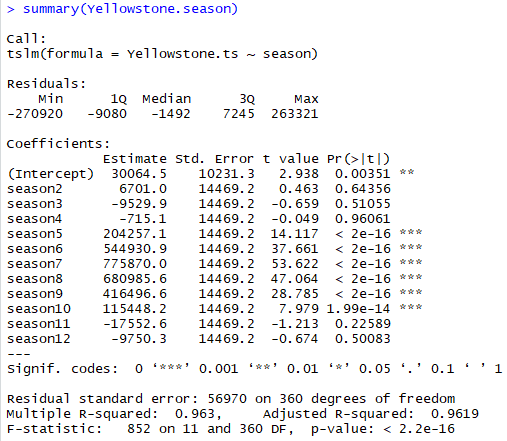 > summary(Yellowstone.season)
Call:
tslm(formula = Yellowstone.ts ~ season)
Residuals:
Min 1Q Median 3Q Max
-270920 -9080 -1492 7245 263321
Coefficients:
Estimate Std. Error t value Pr(>|t|)
(Intercept) 30064.5 10231.3 2.938 0.00351 **
season2 6701.0 14469.2 0.463 0.64356
season3 -9529.9 14469.2 -0.659 0.51055
season4 -715.1 14469.2 -0.049 0.96061
season5 204257.1 14469.2 14.117 < 2e-16 ***
season6 544930.9 14469.2 37.661 < 2e-16 ***
season7 775870.0 14469.2 53.622 < 2e-16 ***
season8 680985.6 14469.2 47.064 < 2e-16 ***
season9 416496.6 14469.2 28.785 < 2e-16 ***
season10 115448.2 14469.2 7.979 1.99e-14 ***
season11 -17552.6 14469.2 -1.213 0.22589
season12 -9750.3 14469.2 -0.674 0.50083
---
Signif. codes: 0 ‘***’ 0.001 ‘**’ 0.01 ‘*’ 0.05 ‘.’ 0.1 ‘ ’ 1
Residual standard error: 56970 on 360 degrees of freedom
Multiple R-squared: 0.963, Adjusted R-squared: 0.9619
F-statistic: 852 on 11 and 360 DF, p-value: < 2.2e-16